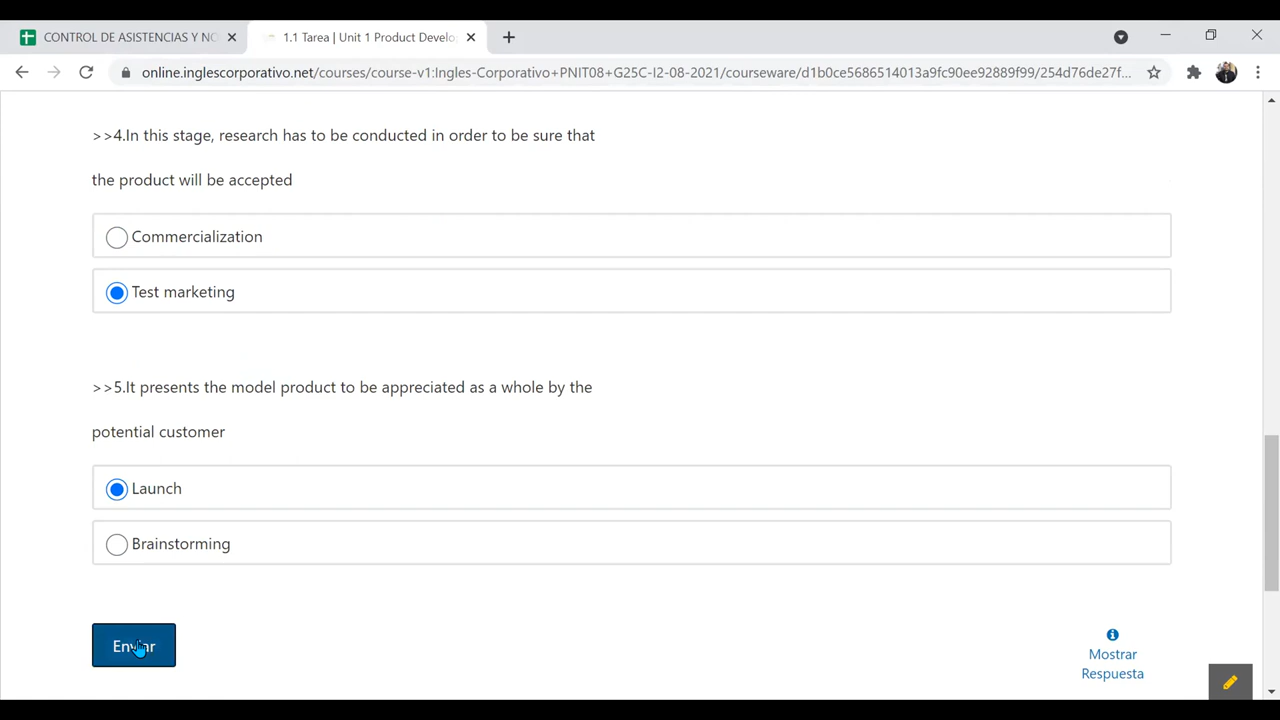 CONTROL DE ASISTENCIAS Y NO
1.1 Tarea | Unit 1 Product Develo
online.inglescorporativo.net/courses/course-v1:Ingles-Corporativo+PNIT08+G25C-I2-08-2021/courseware/d1b0ce5686514013a9fc90ee92889f99/254d76de27f...
>>4.In this stage, research has to be conducted in order to be sure that
the product will be accepted
Commercialization
Test marketing
>>5.It presents the model product to be appreciated as a whole by the
potential customer
Launch
Brainstorming
Enviar
Mostrar
Respuesta